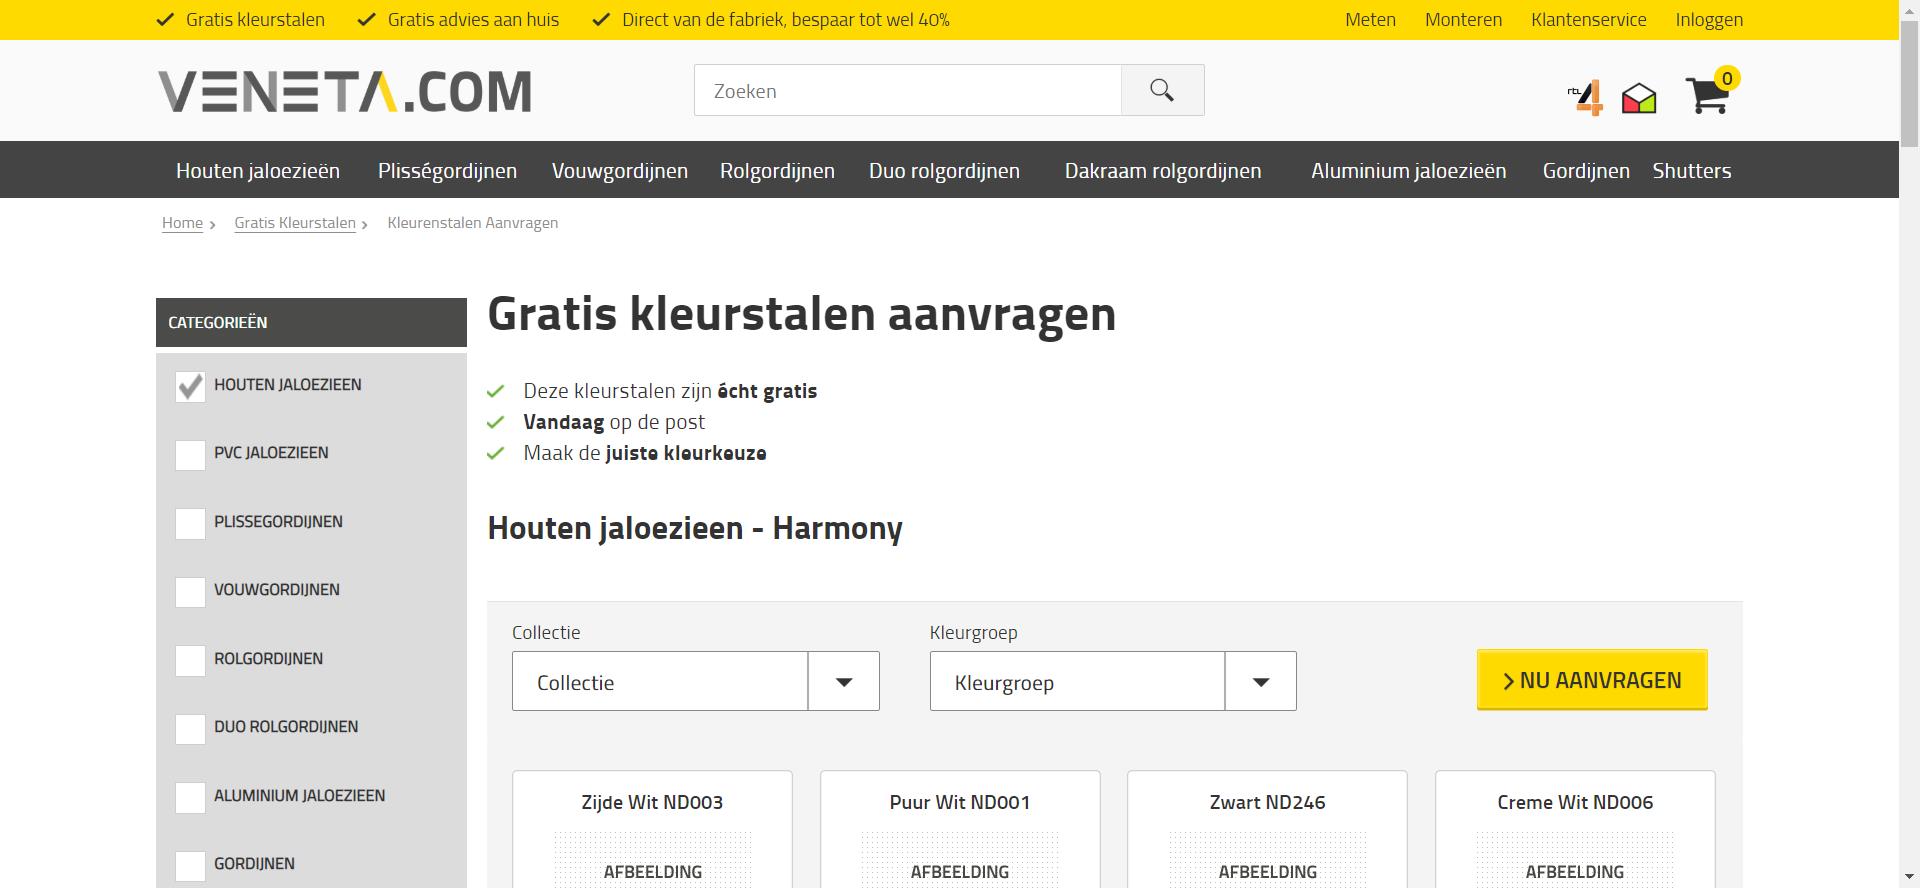 Gratis kleurstalen
Gratis advies aan huis
Direct van de fabriek, bespaar tot wel 40%
Meten
Monteren
Klantenservice
Inloggen
VENETA.COM
Zoeken
rtl 4
0
Houten jaloezieën
Plisségordijnen
Vouwgordijnen
Rolgordijnen
Duo rolgordijnen
Dakraam rolgordijnen
Aluminium jaloezieën
Gordijnen
Shutters
Home
Gratis Kleurstalen
Kleurenstalen Aanvragen
CATEGORIEËN
HOUTEN JALOEZIEEN
PVC JALOEZIEEN
PLISSEGORDIJNEN
VOUWGORDIJNEN
ROLGORDIJNEN
DUO ROLGORDIJNEN
ALUMINIUM JALOEZIEEN
GORDIJNEN
Gratis kleurstalen aanvragen
Deze kleurstalen zijn écht gratis
Vandaag op de post
Maak de juiste kleurkeuze
Houten jaloezieen - Harmony
Collectie
Collectie
Kleurgroep
Kleurgroep
NU AANVRAGEN
Zijde Wit ND003
AFBEELDING
Puur Wit ND001
AFBEELDING
Zwart ND246
AFBEELDING
Creme Wit ND006
AFBEELDING